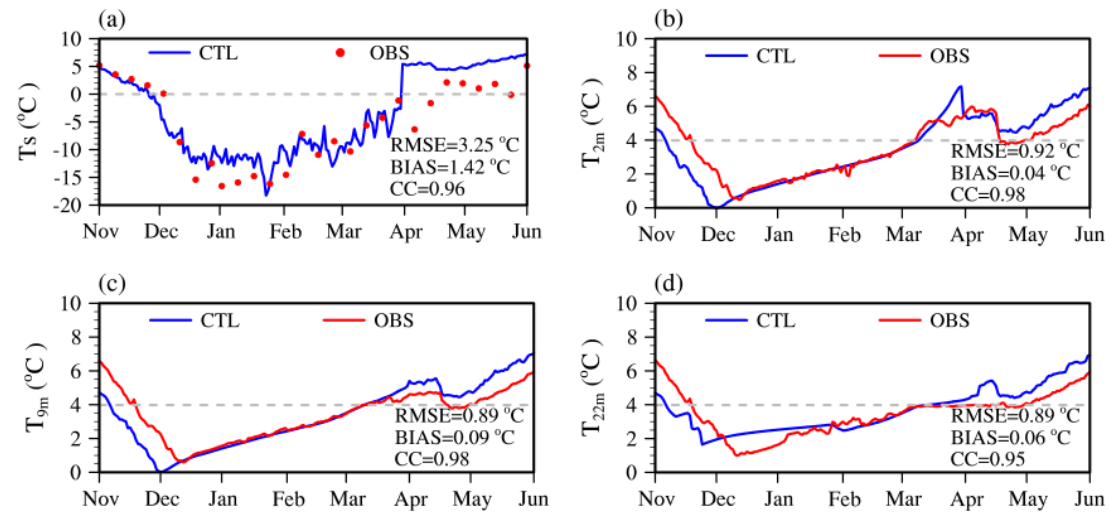 (a)
CTL
OBS
Ts (°C)
10
5
0
-5
-10
-15
-20
RMSE=3.25 °C
BIAS=1.42 °C
CC=0.96
Nov Dec Jan Feb Mar Apr May Jun
(b)
CTL
OBS
T2m (°C)
10
8
6
4
2
0
RMSE=0.92 °C
BIAS=0.04 °C
CC=0.98
Nov Dec Jan Feb Mar Apr May Jun
(c)
CTL
OBS
T9m (°C)
10
8
6
4
2
0
RMSE=0.89 °C
BIAS=0.09 °C
CC=0.98
Nov Dec Jan Feb Mar Apr May Jun
(d)
CTL
OBS
T22m (°C)
10
8
6
4
2
0
RMSE=0.89 °C
BIAS=0.06 °C
CC=0.95
Nov Dec Jan Feb Mar Apr May Jun